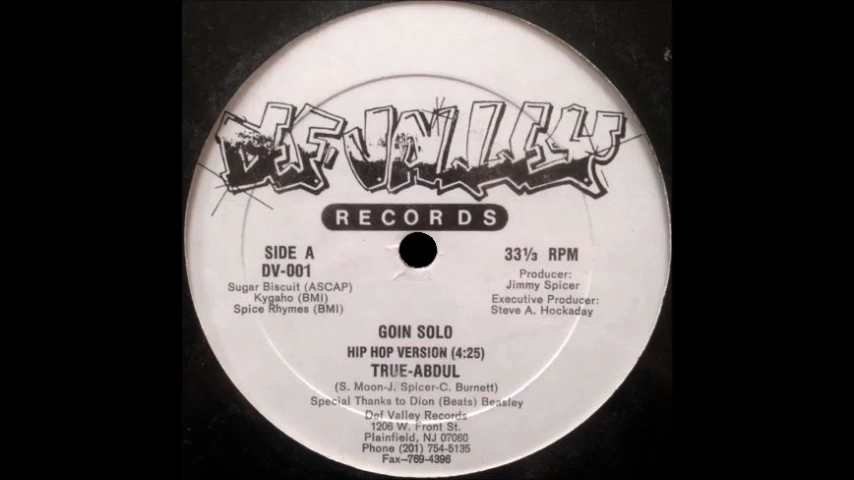 DEF VALLEY
RECORDS
SIDE A
DV-001
Sugar Biscuit (ASCAP)
Kygaho (BMI)
Spice Rhymes (BMI)
33⅓ RPM
Producer:
Jimmy Spicer
Executive Producer:
Steve A. Hockaday
GOIN SOLO
HIP HOP VERSION (4:25)
TRUE-ABDUL
(S. Moon-J. Spicer-C. Burnett)
Special Thanks to Dion (Beats) Beasley
Def Valley Records
1206 W. Front St.
Plainfield, NJ 07060
Phone (201) 754-5135
Fax–769-4396